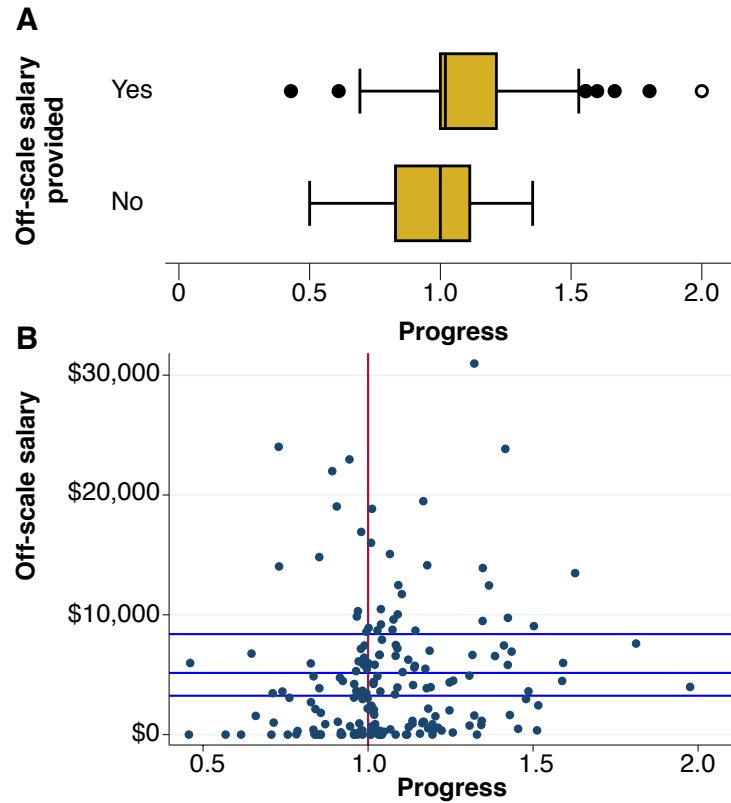 A
Off-scale salary
provided
Yes
No
0 0.5 1.0 1.5 2.0
Progress
B
Off-scale salary
$30,000
$20,000
$10,000
$0
0.5 1.0 1.5 2.0
Progress